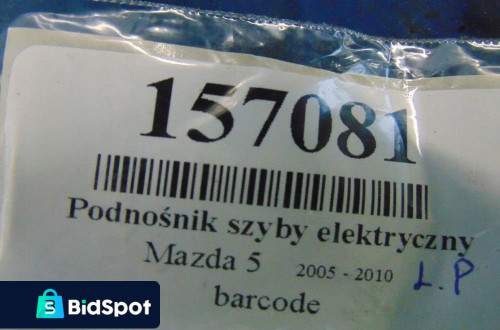 157081
Podnośnik szyby elektryczny
Mazda 5 2005 - 2010 L.P
barcode
BidSpot